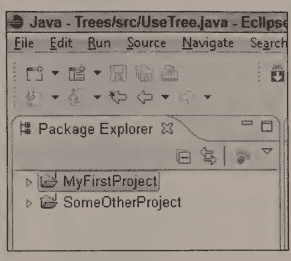 Java - Trees/src/UseTree.java - Eclipse
File Edit Run Source Navigate Search
Package Explorer
MyFirstProject
SomeOtherProject